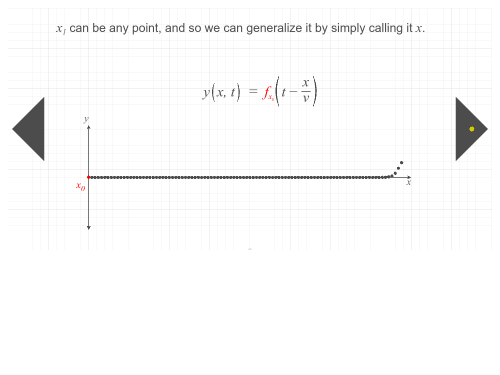 x₁ can be any point, and so we can generalize it by simply calling it x.
y(x, t) = fₓ₀(t − x/v)
y
x₀
x